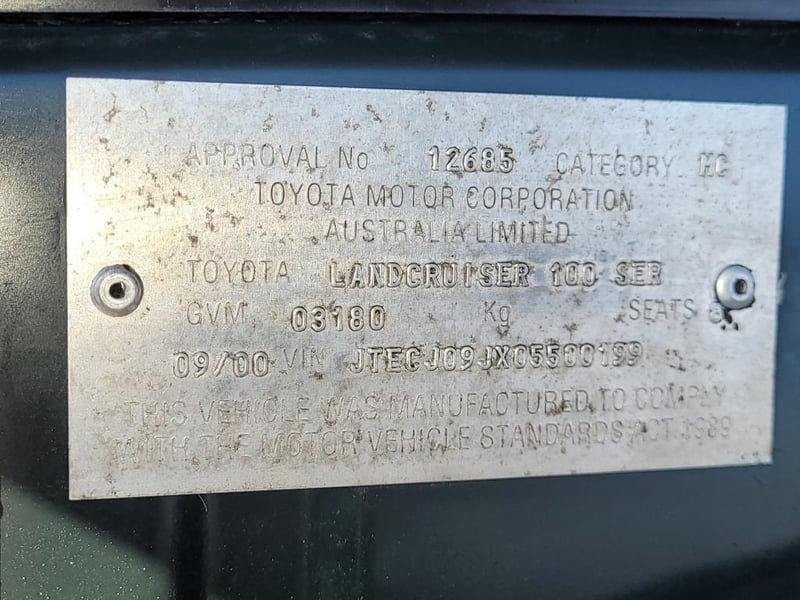 APPROVAL No 12685 CATEGORY MC
TOYOTA MOTOR CORPORATION
AUSTRALIA LIMITED
TOYOTA LANDCRUISER 100 SER
GVM 03180 Kg SEATS
09/00 VIN JTECJ09JX05500199
THIS VEHICLE WAS MANUFACTURED TO COMPLY
WITH THE MOTOR VEHICLE STANDARDS ACT 1989